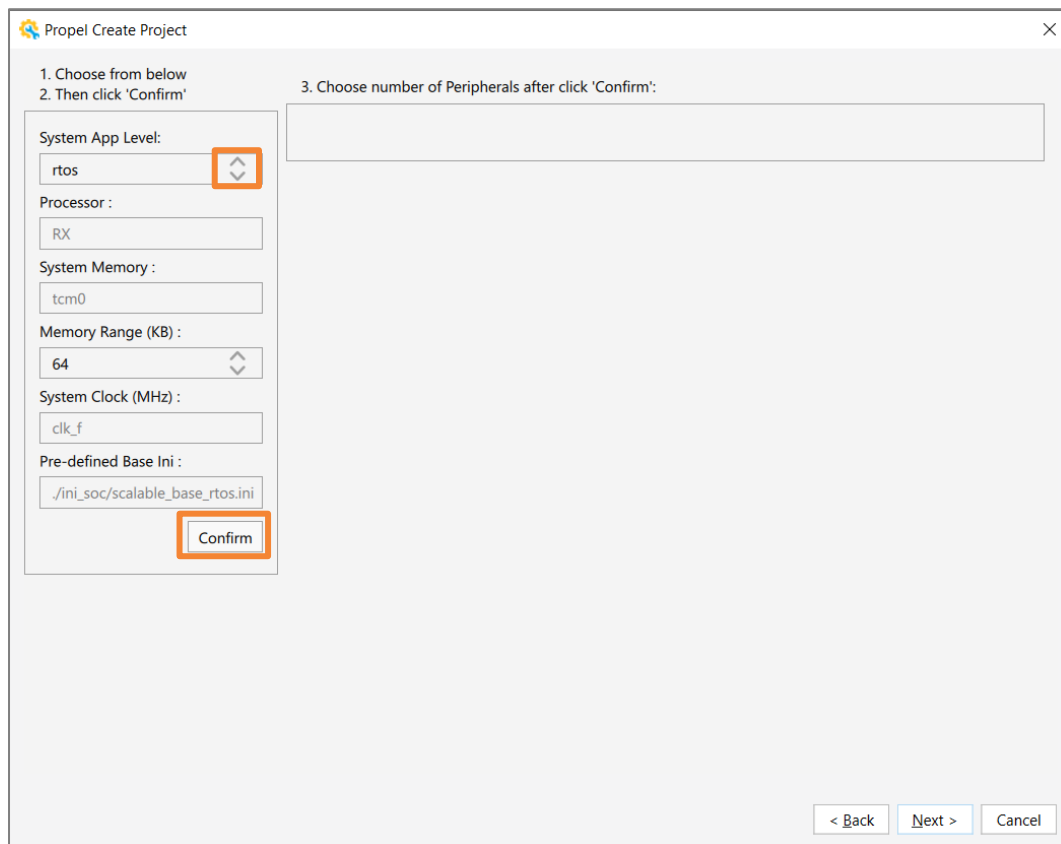 Propel Create Project
1. Choose from below
2. Then click 'Confirm'
3. Choose number of Peripherals after click 'Confirm':
System App Level:
rtos
Processor :
RX
System Memory :
tcm0
Memory Range (KB) :
64
System Clock (MHz) :
clk_f
Pre-defined Base Ini :
./ini_soc/scalable_base_rtos.ini
Confirm
< Back
Next >
Cancel